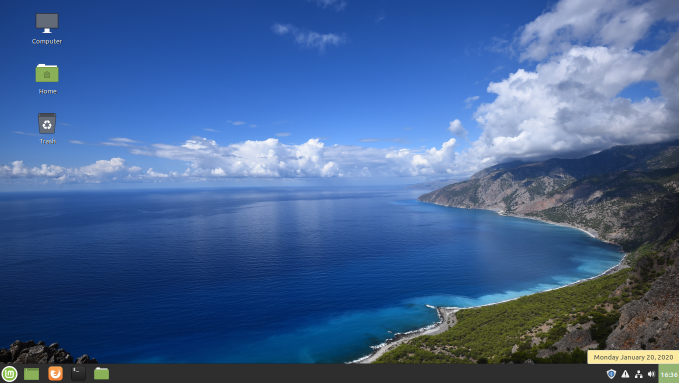 Computer
Home
Trash
Monday January 20, 2020
16:36